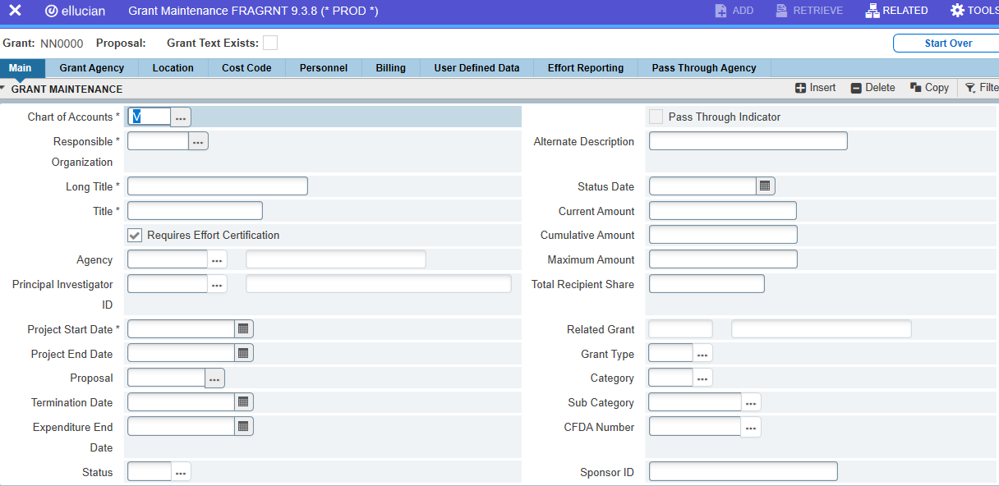 ellucian Grant Maintenance FRAGRNT 9.3.8 (* PROD *) ADD RETRIEVE RELATED TOOLS
Grant: NN0000 Proposal: Grant Text Exists: Start Over
Main Grant Agency Location Cost Code Personnel Billing User Defined Data Effort Reporting Pass Through Agency
GRANT MAINTENANCE Insert Delete Copy Filte
Chart of Accounts * V ... Pass Through Indicator
Responsible * ... Alternate Description
Organization
Long Title * Status Date
Title * Current Amount
Requires Effort Certification Cumulative Amount
Agency ... Maximum Amount
Principal Investigator ... Total Recipient Share
ID
Project Start Date * Related Grant
Project End Date Grant Type ...
Proposal ... Category ...
Termination Date Sub Category ...
Expenditure End CFDA Number ...
Date
Status ... Sponsor ID